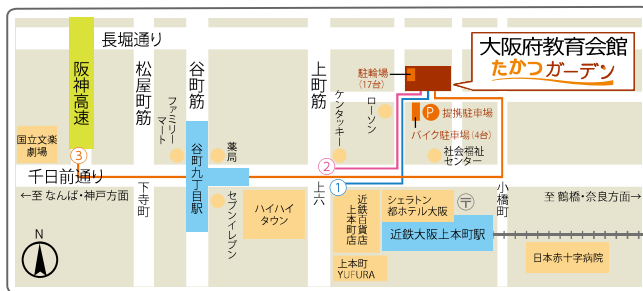 長堀通り
阪神高速
松屋町筋
谷町筋
上町筋
ファミリー
マート
薬局
ケンタッキー
ローソン
駐輪場
(17台)
大阪府教育会館
たかつガーデン
P 提携駐車場
バイク駐車場(4台)
社会福祉
センター
国立文楽
劇場
③
②
①
千日前通り
谷町九丁目駅
←至 なんば・神戸方面
下寺町
セブンイレブン
ハイハイ
タウン
上六
近鉄百貨店
上本町店
シェラトン
都ホテル大阪
〒
小橋町
至 鶴橋・奈良方面→
近鉄大阪上本町駅
上本町
YUFURA
日本赤十字病院
N